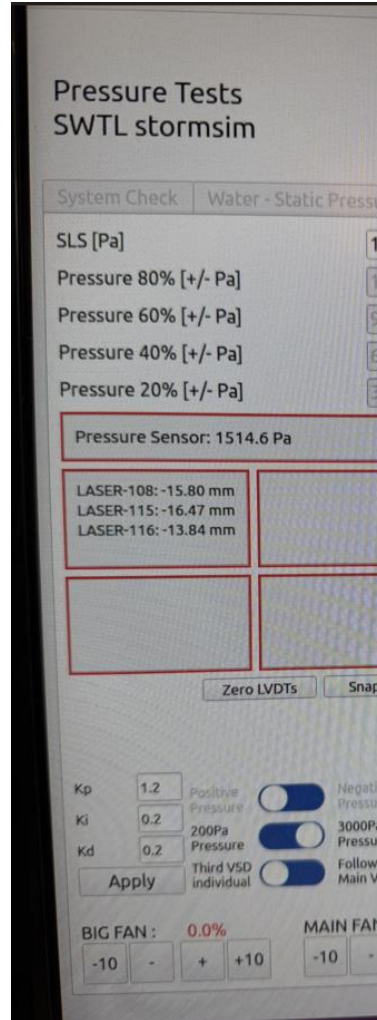 Pressure Tests
SWTL stormsim
System Check Water - Static
SLS [Pa] 1
Pressure 80% [+/- Pa]
Pressure 60% [+/- Pa]
Pressure 40% [+/- Pa]
Pressure 20% [+/- Pa]
Pressure Sensor: 1514.6 Pa
LASER-108: -15.80 mm
LASER-115: -16.47 mm
LASER-116: -13.84 mm
Zero LVDTs Snap
Kp 1.2 Positive Pressure
Ki 0.2 200Pa Pressure 3000Pa
Kd 0.2 Third VSD individual Follow Main V
Apply
BIG FAN : 0.0% MAIN FAN
-10 - + +10 -10 -